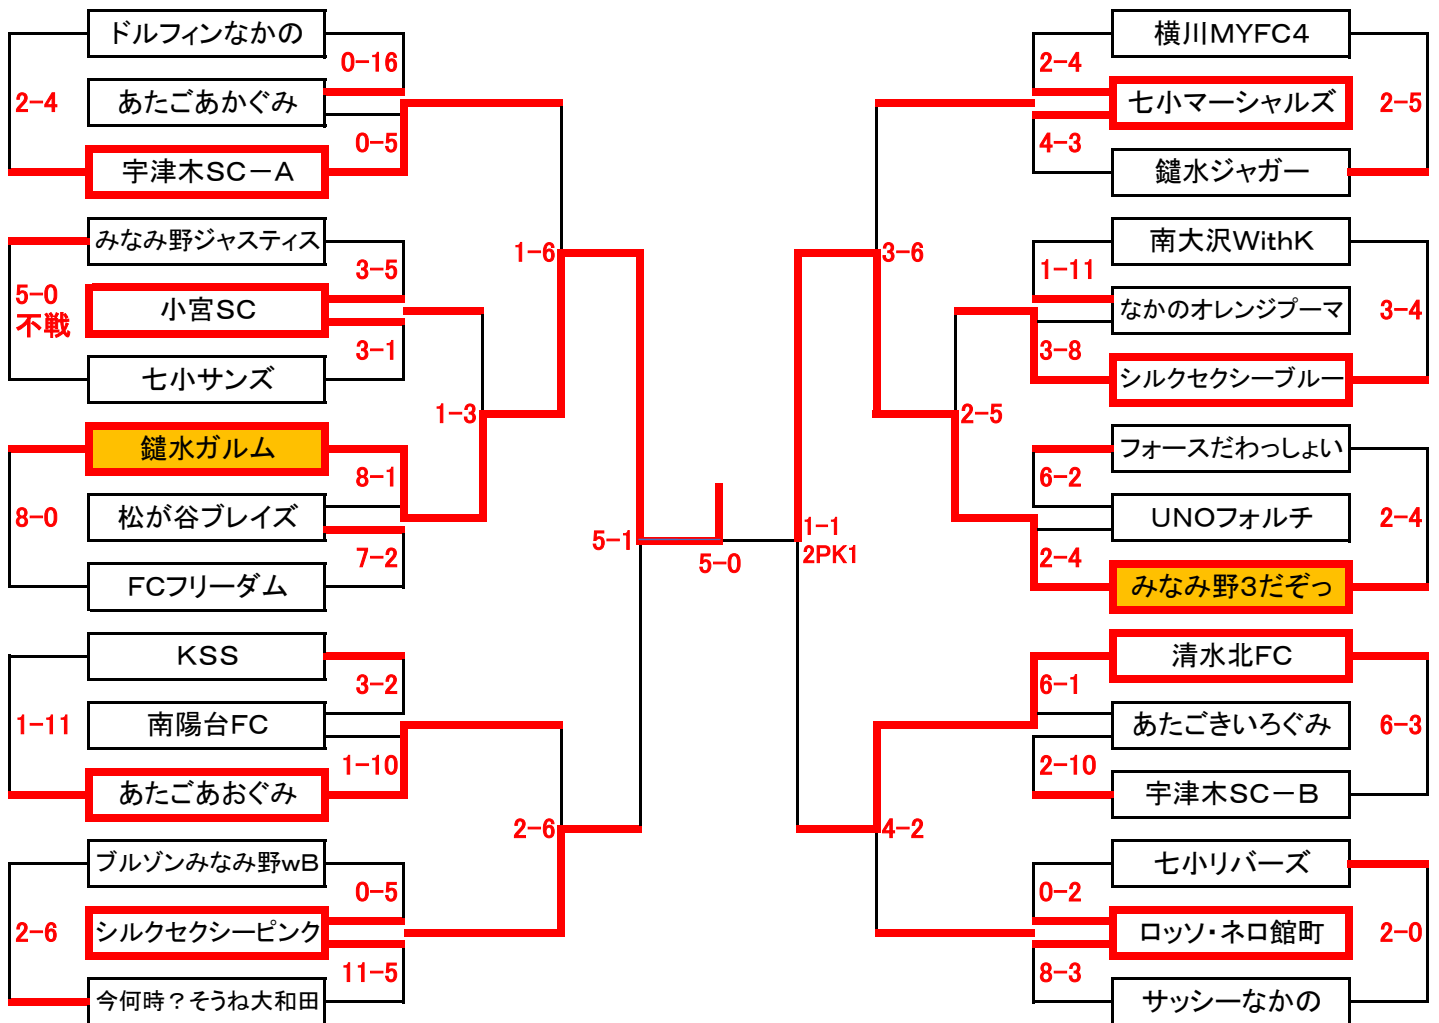 ドルフィンなかの
0-16
2-4
あたごあかぐみ
0-5
宇津木SC-A
みなみ野ジャスティス
3-5
5-0
不戦
小宮SC
3-1
七小サンズ
1-6
1-3
鑓水ガルム
8-1
8-0
松が谷ブレイズ
7-2
FCフリーダム
5-1
5-0
KSS
3-2
1-11
南陽台FC
1-10
あたごあおぐみ
2-6
ブルゾンみなみ野wB
0-5
2-6
シルクセクシーピンク
11-5
今何時?そうね大和田
横川MYFC4
2-4
七小マーシャルズ
2-5
4-3
鑓水ジャガー
3-6
南大沢WithK
1-11
なかのオレンジプーマ
3-4
3-8
シルクセクシーブルー
2-5
フォースだわっしょい
6-2
UNOフォルチ
2-4
1-1
2PK1
2-4
みなみ野3だぞっ
清水北FC
6-1
あたごきいろぐみ
6-3
2-10
宇津木SC-B
4-2
七小リバーズ
0-2
ロッソ・ネロ館町
2-0
8-3
サッシーなかの